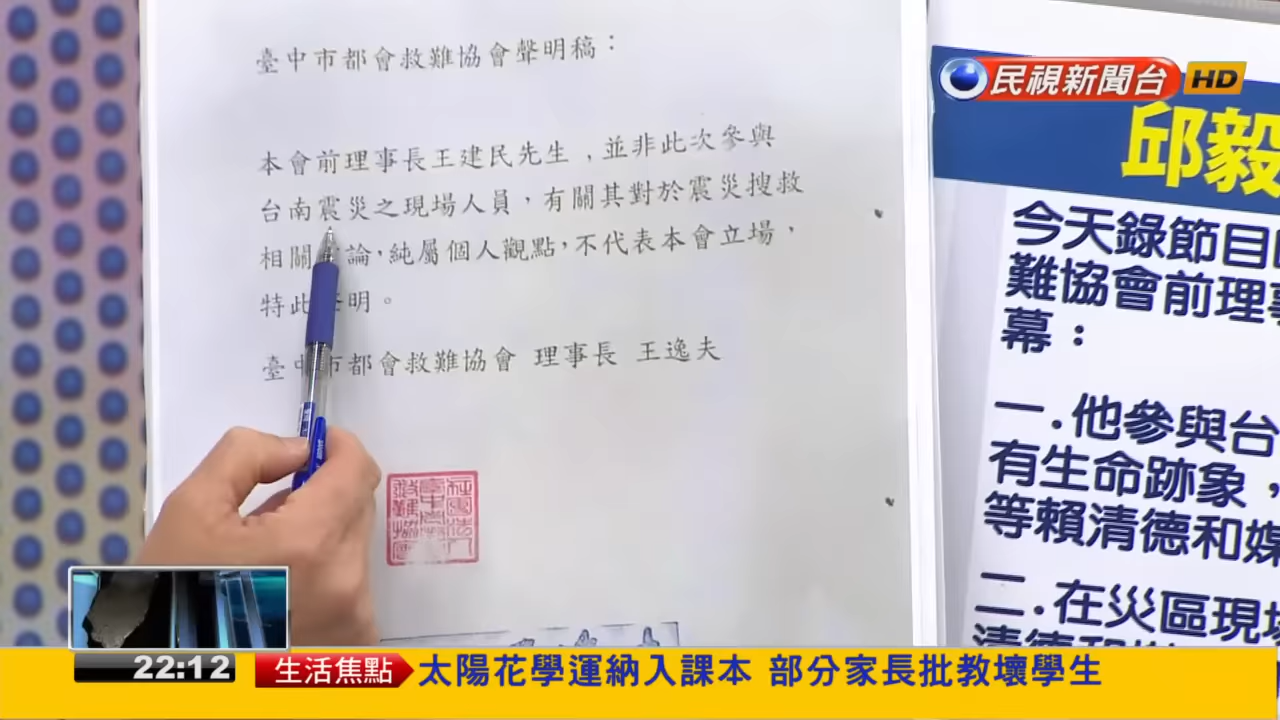 臺中市都會救難協會聲明稿：
本會前理事長王建民先生，並非此次參與
台南震災之現場人員，有關其對於震災搜救
相關 論，純屬個人觀點，不代表本會立場，
特此 明。
臺中市都會救難協會 理事長 王逸夫
民視新聞台 HD
邱毅
今天錄節目
難協會前理
幕：
一.他參與台
有生命跡象，
等賴清德和媒
二.在災區現場
22:12
生活焦點
太陽花學運納入課本 部分家長批教壞學生